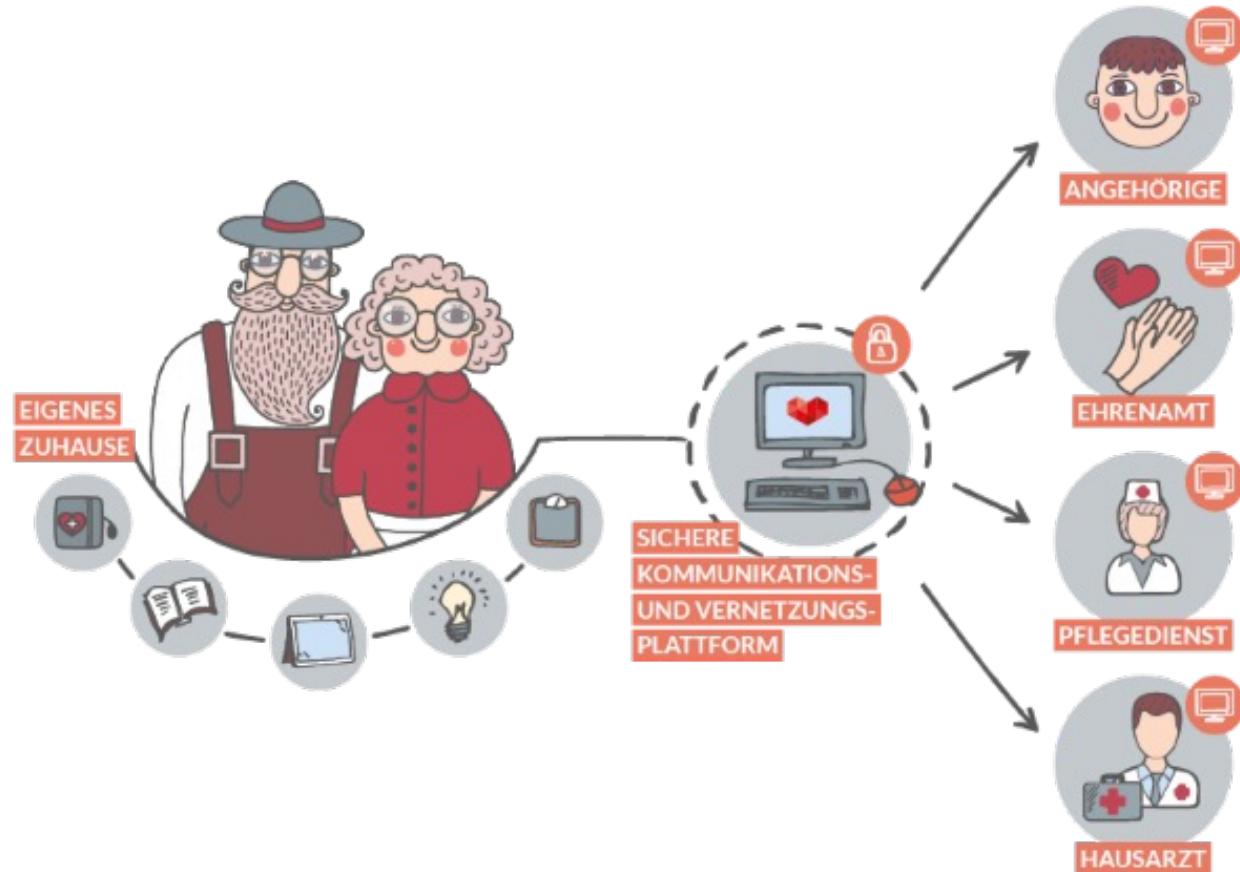 EIGENES
ZUHAUSE
SICHERE
KOMMUNIKATIONS-
UND VERNETZUNGS-
PLATTFORM
ANGEHÖRIGE
EHRENAMT
PFLEGEDIENST
HAUSARZT